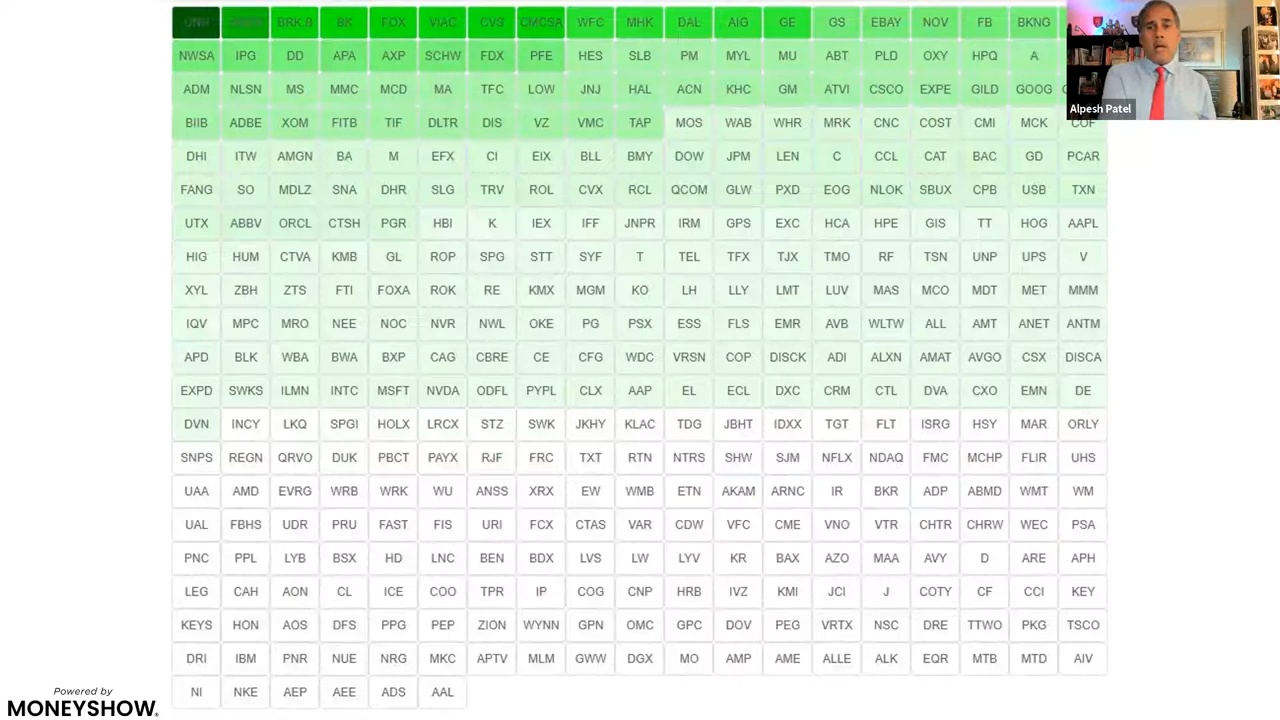 UNH BRK.B BK FOX VIAC CVS CMCSA WFC MHK DAL AIG GE GS EBAY NOV FB BKNG
NWSA IPG DD APA AXP SCHW FDX PFE HES SLB PM MYL MU ABT PLD OXY HPQ A
ADM NLSN MS MMC MCD MA TFC LOW JNJ HAL ACN KHC GM ATVI CSCO EXPE GILD GOOG
Alpesh Patel
BIIB ADBE XOM FITB TIF DLTR DIS VZ VMC TAP MOS WAB WHR MRK CNC COST CMI MCK COF
DHI ITW AMGN BA M EFX CI EIX BLL BMY DOW JPM LEN C CCL CAT BAC GD PCAR
FANG SO MDLZ SNA DHR SLG TRV ROL CVX RCL QCOM GLW PXD EOG NLOK SBUX CPB USB TXN
UTX ABBV ORCL CTSH PGR HBI K IEX IFF JNPR IRM GPS EXC HCA HPE GIS TT HOG AAPL
HIG HUM CTVA KMB GL ROP SPG STT SYF T TEL TFX TJX TMO RF TSN UNP UPS V
XYL ZBH ZTS FTI FOXA ROK RE KMX MGM KO LH LLY LMT LUV MAS MCO MDT MET MMM
IQV MPC MRO NEE NOC NVR NWL OKE PG PSX ESS FLS EMR AVB WLTW ALL AMT ANET ANTM
APD BLK WBA BWA BXP CAG CBRE CE CFG WDC VRSN COP DISCK ADI ALXN AMAT AVGO CSX DISCA
EXPD SWKS ILMN INTC MSFT NVDA ODFL PYPL CLX AAP EL ECL DXC CRM CTL DVA CXO EMN DE
DVN INCY LKQ SPGI HOLX LRCX STZ SWK JKHY KLAC TDG JBHT IDXX TGT FLT ISRG HSY MAR ORLY
SNPS REGN QRVO DUK PBCT PAYX RJF FRC TXT RTN NTRS SHW SJM NFLX NDAQ FMC MCHP FLIR UHS
UAA AMD EVRG WRB WRK WU ANSS XRX EW WMB ETN AKAM ARNC IR BKR ADP ABMD WMT WM
UAL FBHS UDR PRU FAST FIS URI FCX CTAS VAR CDW VFC CME VNO VTR CHTR CHRW WEC PSA
PNC PPL LYB BSX HD LNC BEN BDX LVS LW LYV KR BAX AZO MAA AVY D ARE APH
LEG CAH AON CL ICE COO TPR IP COG CNP HRB IVZ KMI JCI J COTY CF CCI KEY
KEYS HON AOS DFS PPG PEP ZION WYNN GPN OMC GPC DOV PEG VRTX NSC DRE TTWO PKG TSCO
DRI IBM PNR NUE NRG MKC APTV MLM GWW DGX MO AMP AME ALLE ALK EQR MTB MTD AIV
NI NKE AEP AEE ADS AAL
Powered by
MONEYSHOW.